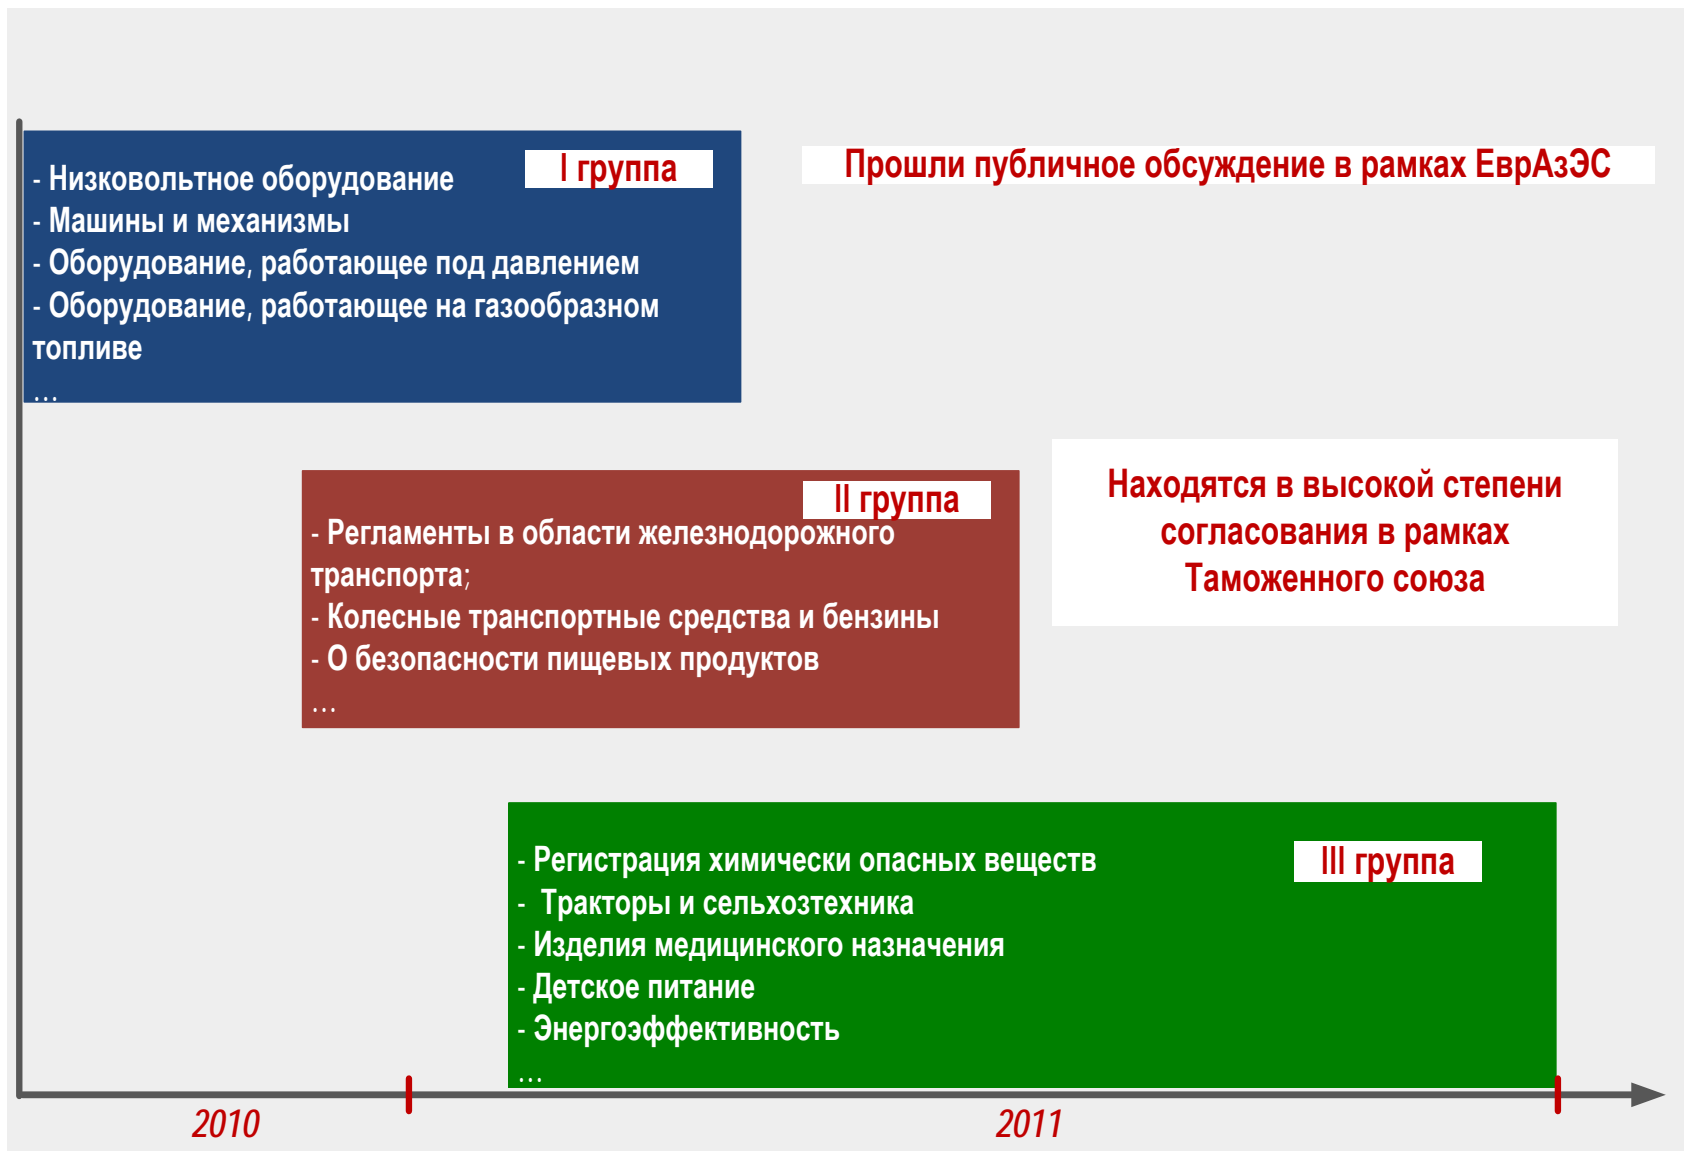 I группа
- Низковольтное оборудование
- Машины и механизмы
- Оборудование, работающее под давлением
- Оборудование, работающее на газообразном
топливе
…
Прошли публичное обсуждение в рамках ЕврАзЭС
II группа
- Регламенты в области железнодорожного
транспорта;
- Колесные транспортные средства и бензины
- О безопасности пищевых продуктов
…
Находятся в высокой степени
согласования в рамках
Таможенного союза
III группа
- Регистрация химически опасных веществ
- Тракторы и сельхозтехника
- Изделия медицинского назначения
- Детское питание
- Энергоэффективность
…
2010
2011